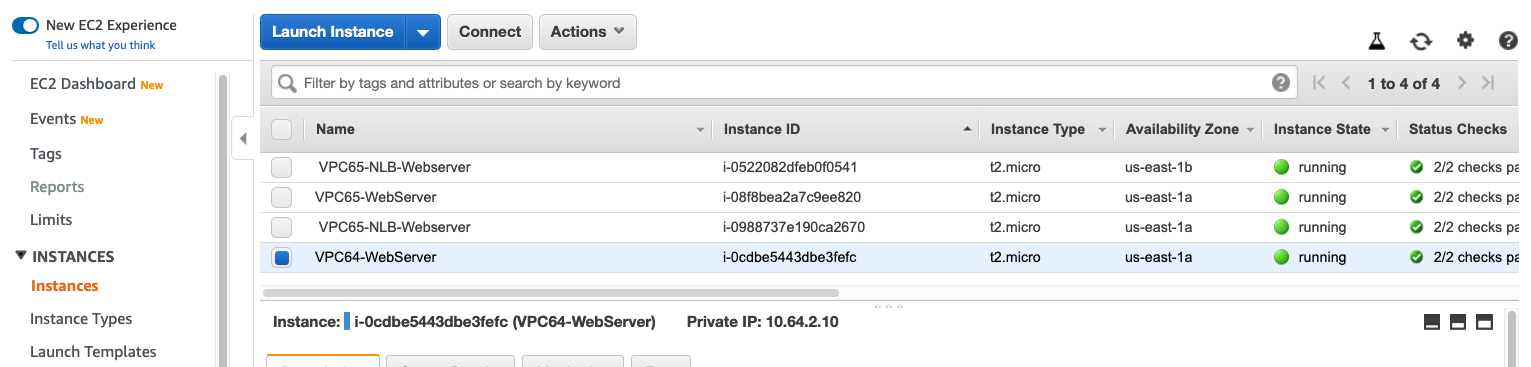 New EC2 Experience
Tell us what you think
Launch Instance Connect Actions
EC2 Dashboard New
Events New
Tags
Reports
Limits
INSTANCES
Instances
Instance Types
Launch Templates
Filter by tags and attributes or search by keyword
1 to 4 of 4
Name Instance ID Instance Type Availability Zone Instance State Status Checks
VPC65-NLB-Webserver i-0522082dfeb0f0541 t2.micro us-east-1b running 2/2 checks pa
VPC65-WebServer i-08f8bea2a7c9ee820 t2.micro us-east-1a running 2/2 checks pa
VPC65-NLB-Webserver i-0988737e190ca2670 t2.micro us-east-1a running 2/2 checks pa
VPC64-WebServer i-0cdbe5443dbe3fefc t2.micro us-east-1a running 2/2 checks pa
Instance: i-0cdbe5443dbe3fefc (VPC64-WebServer) Private IP: 10.64.2.10